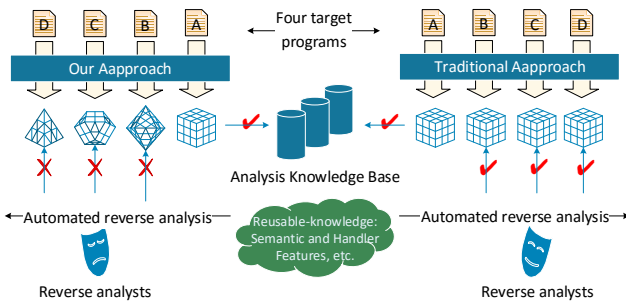 D C B A
Four target
programs
A B C D
Our Aapproach
Traditional Aapproach
Analysis Knowledge Base
Automated reverse analysis
Reusable-knowledge:
Semantic and Handler
Features, etc.
Automated reverse analysis
Reverse analysts
Reverse analysts